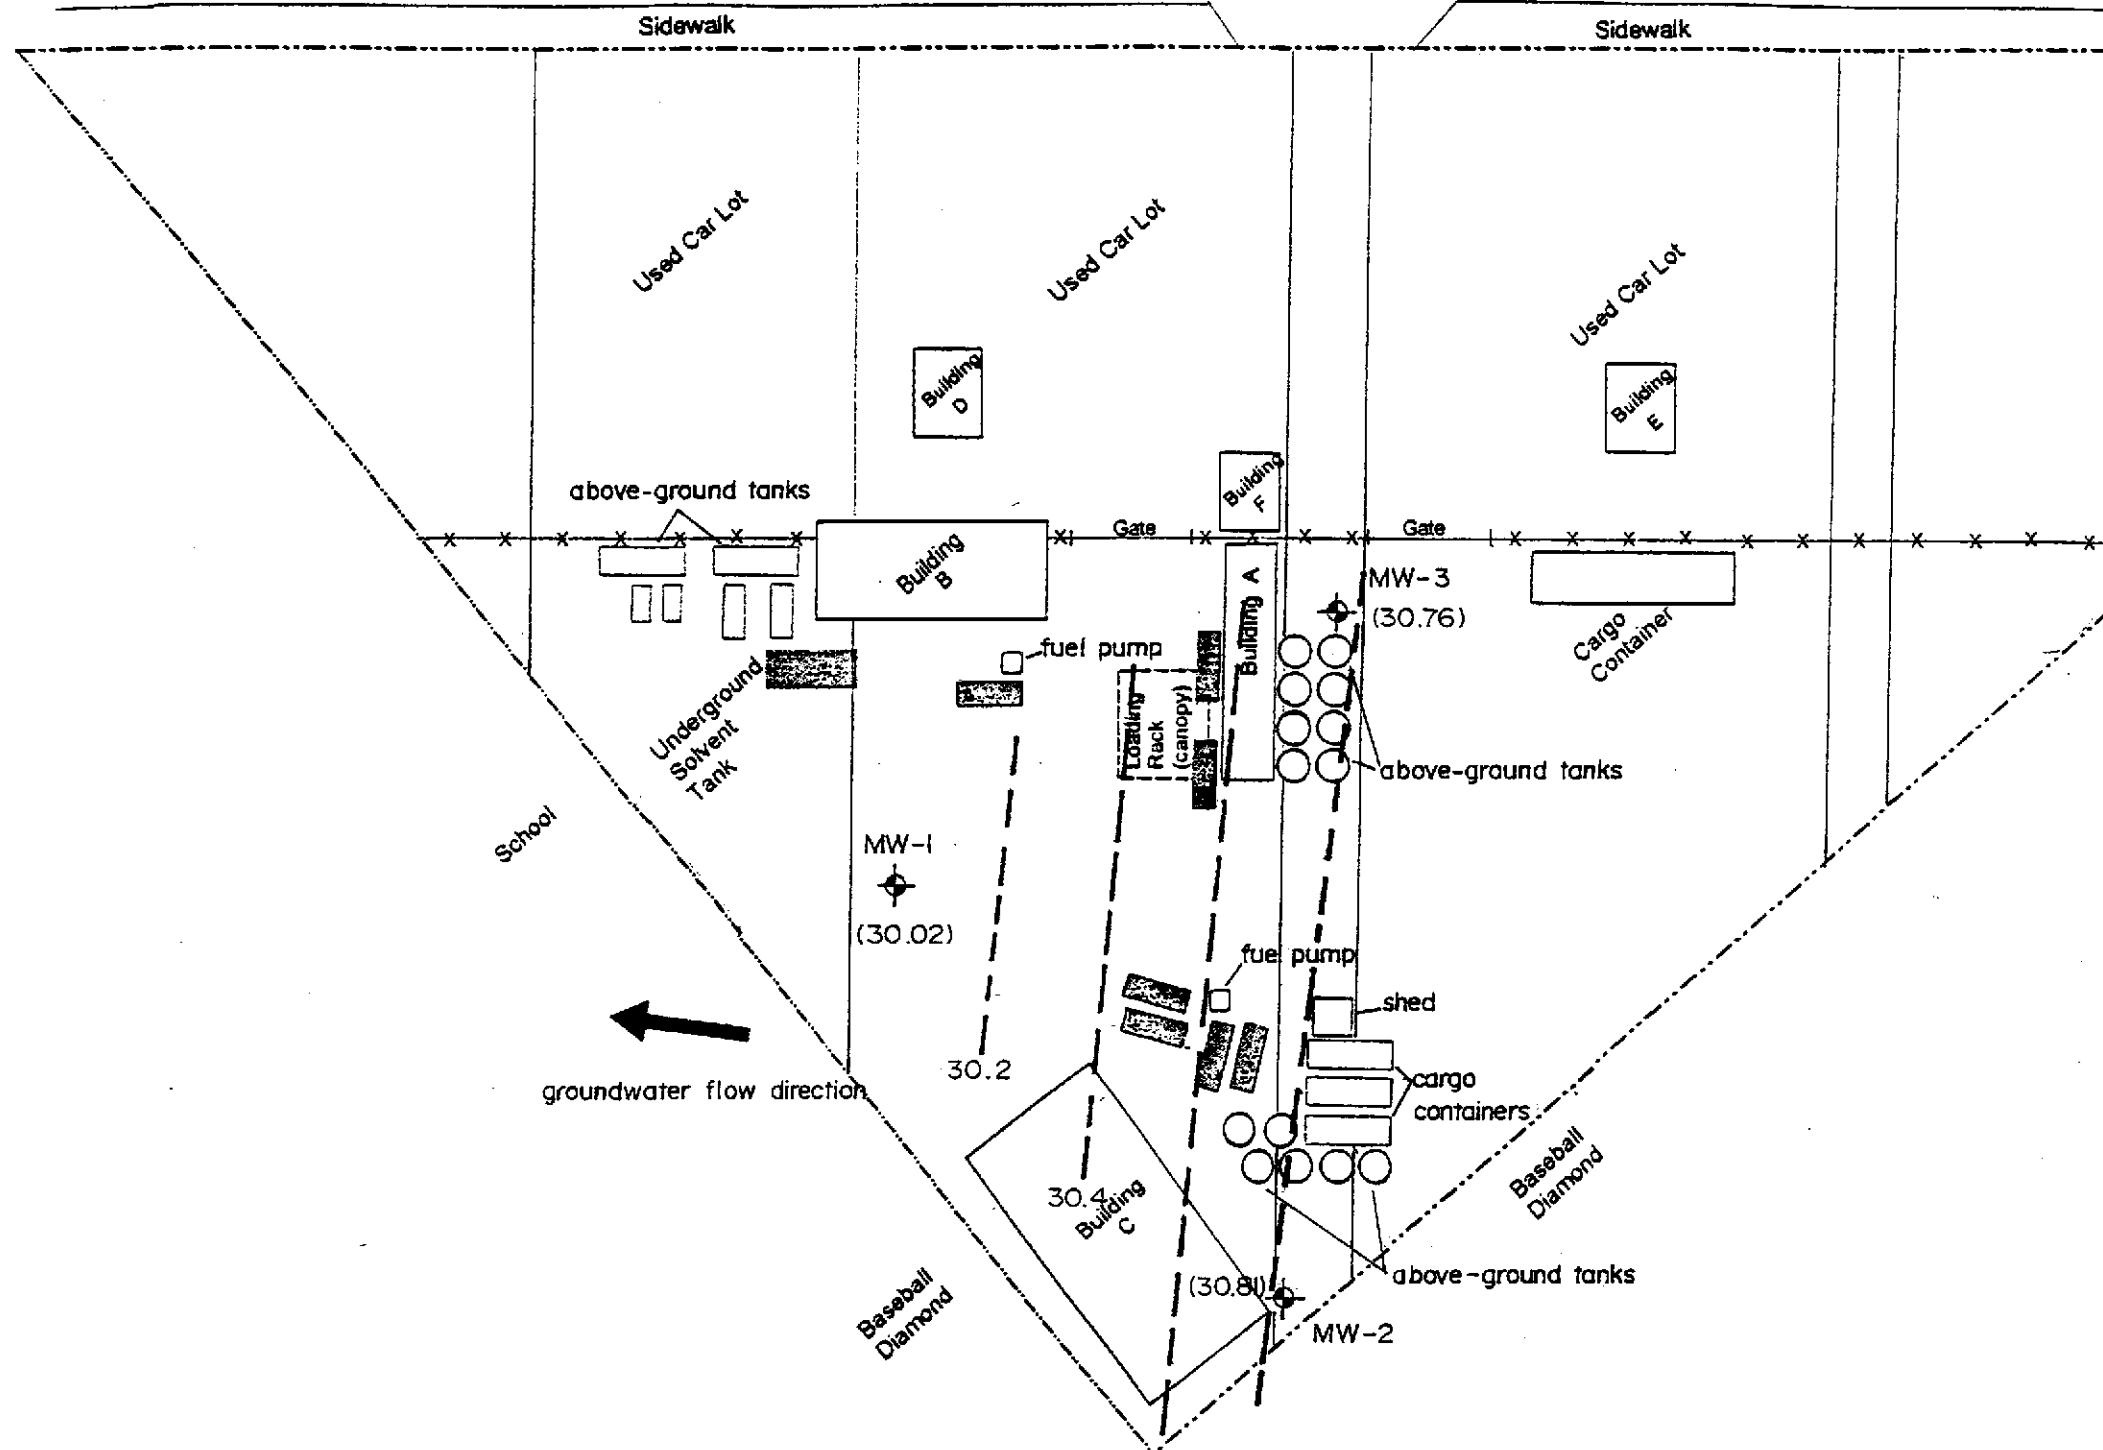 Sidewalk
Sidewalk
Used Car Lot
Used Car Lot
Used Car Lot
Building
D
Building
E
above-ground tanks
Building
F
Gate
Gate
Building
B
Building A
MW-3
(30.76)
Cargo
Container
fuel pump
Underground
Solvent
Tank
Loading
Rack
(canopy)
above-ground tanks
School
MW-1
(30.02)
fuel pump
shed
groundwater flow direction
30.2
cargo
containers
30.4
Building
C
Baseball
Diamond
Baseball
Diamond
(30.81)
above-ground tanks
MW-2